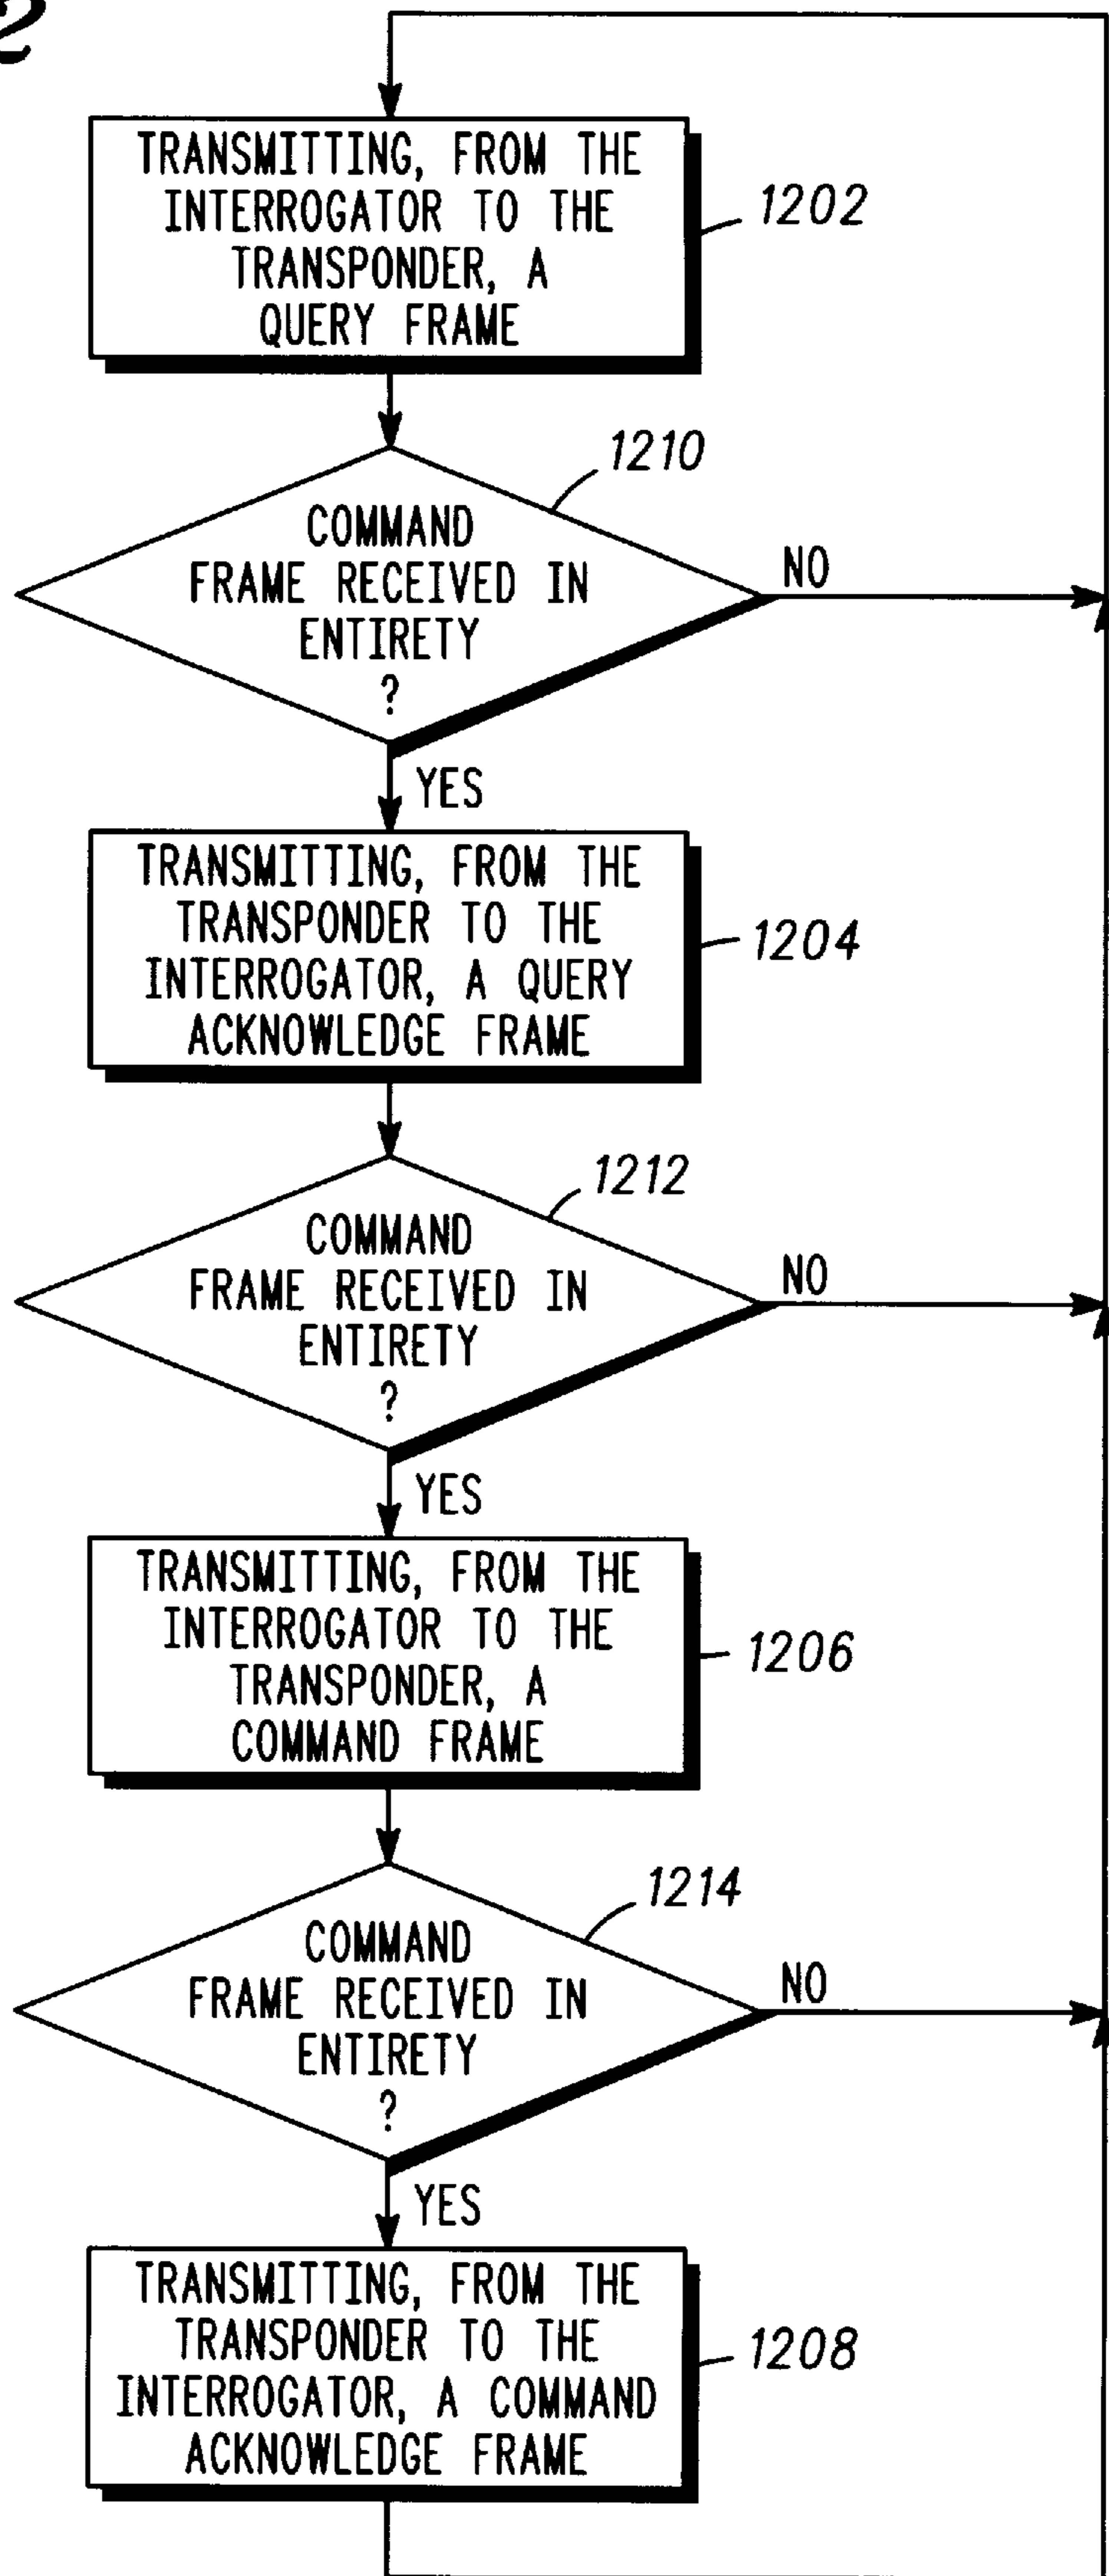 2
TRANSMITTING, FROM THE
INTERROGATOR TO THE
TRANSPONDER, A
QUERY FRAME
1202
1210
COMMAND
FRAME RECEIVED IN
ENTIRETY
?
NO
YES
TRANSMITTING, FROM THE
TRANSPONDER TO THE
INTERROGATOR, A QUERY
ACKNOWLEDGE FRAME
1204
1212
COMMAND
FRAME RECEIVED IN
ENTIRETY
?
NO
YES
TRANSMITTING, FROM THE
INTERROGATOR TO THE
TRANSPONDER, A
COMMAND FRAME
1206
1214
COMMAND
FRAME RECEIVED IN
ENTIRETY
?
NO
YES
TRANSMITTING, FROM THE
TRANSPONDER TO THE
INTERROGATOR, A COMMAND
ACKNOWLEDGE FRAME
1208